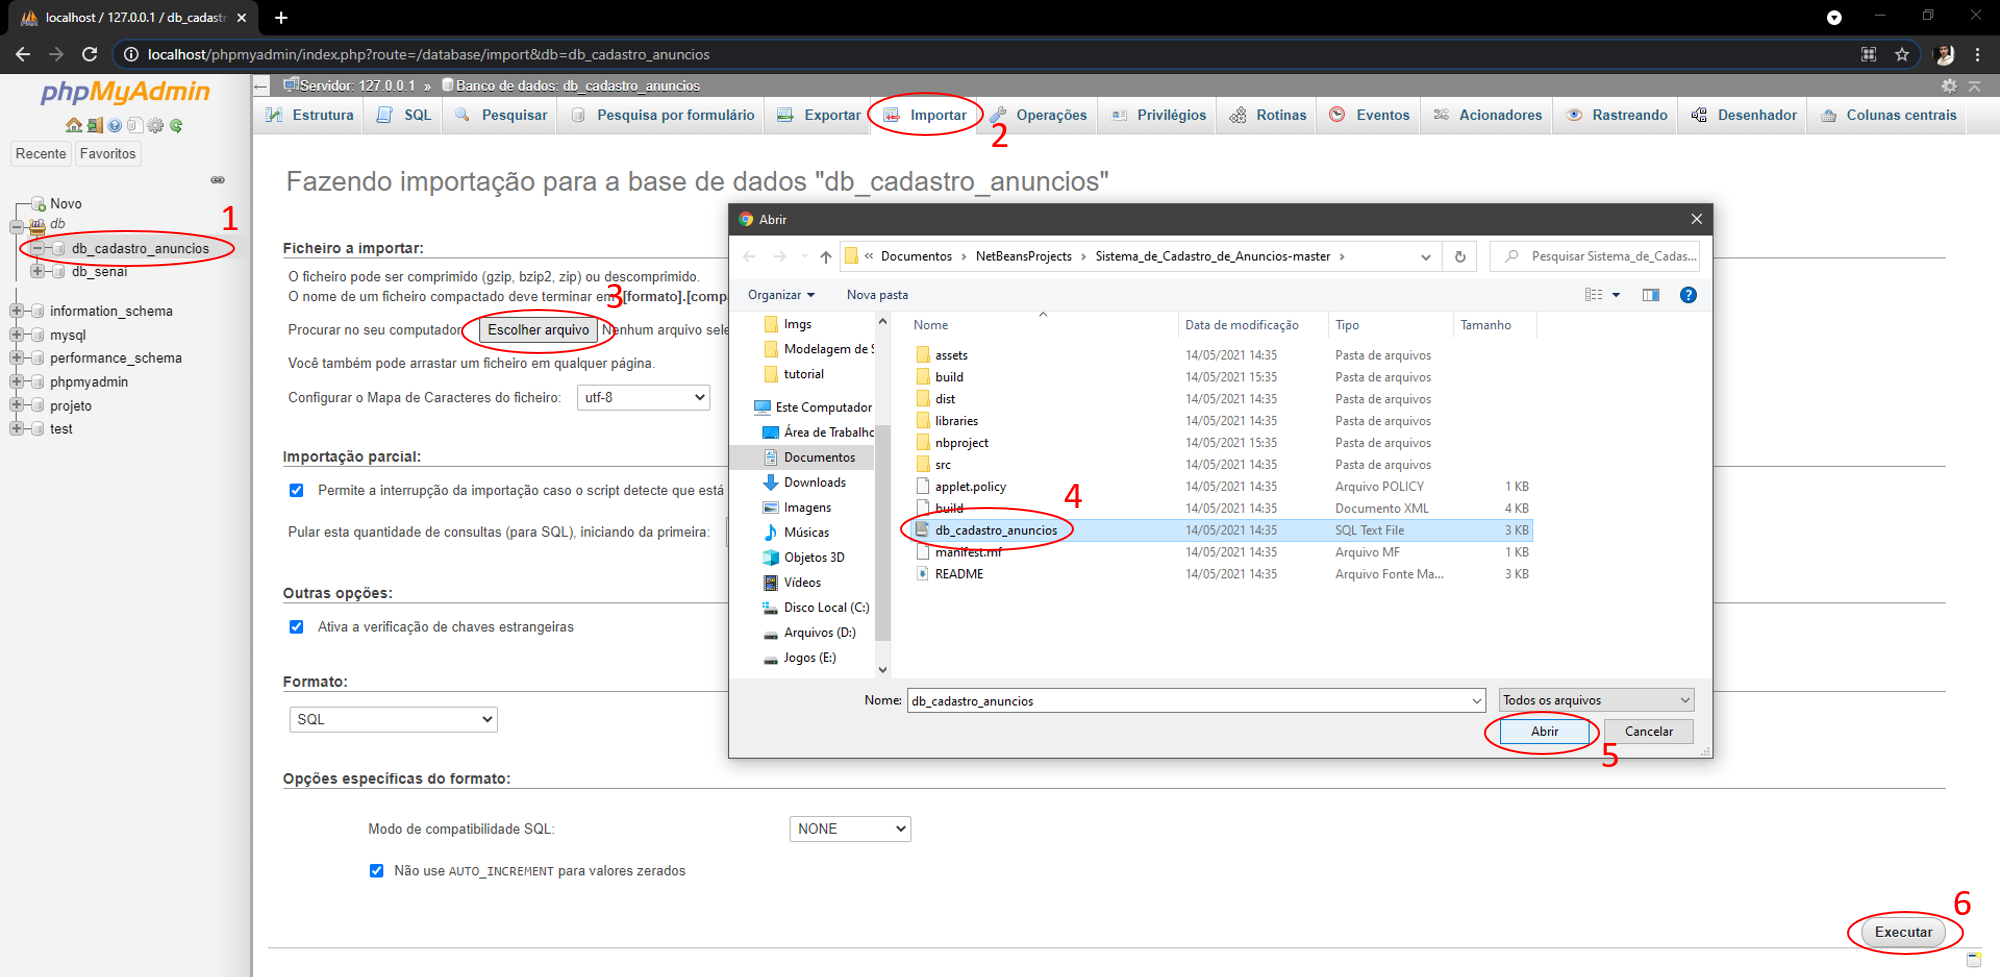 localhost / 127.0.0.1 / db_cadastr
localhost/phpmyadmin/index.php?route=/database/import&db=db_cadastro_anuncios
phpMyAdmin
Recente
Favoritos
Novo
db
1
db_cadastro_anuncios
db_senai
information_schema
mysql
performance_schema
phpmyadmin
projeto
test
Servidor: 127.0.0.1 » Banco de dados: db_cadastro_anuncios
Estrutura
SQL
Pesquisar
Pesquisa por formulário
Exportar
Importar
2
Operações
Privilégios
Rotinas
Eventos
Acionadores
Rastreando
Desenhador
Colunas centrais
Fazendo importação para a base de dados "db_cadastro_anuncios"
Ficheiro a importar:
O ficheiro pode ser comprimido (gzip, bzip2, zip) ou descomprimido.
O nome de um ficheiro compactado deve terminar em .[formato].[comp
3
Procurar no seu computador: Escolher arquivo Nenhum arquivo sele
Você também pode arrastar um ficheiro em qualquer página.
Configurar o Mapa de Caracteres do ficheiro: utf-8
Importação parcial:
Permite a interrupção da importação caso o script detecte que está
Pular esta quantidade de consultas (para SQL), iniciando da primeira:
Outras opções:
Ativa a verificação de chaves estrangeiras
Formato:
SQL
Opções específicas do formato:
Modo de compatibilidade SQL: NONE
Não use AUTO_INCREMENT para valores zerados
Abrir
« Documentos › NetBeansProjects › Sistema_de_Cadastro_de_Anuncios-master ›
Pesquisar Sistema_de_Cadas...
Organizar
Nova pasta
Imgs
Modelagem de S
tutorial
Este Computador
Área de Trabalho
Documentos
Downloads
Imagens
Músicas
Objetos 3D
Vídeos
Disco Local (C:)
Arquivos (D:)
Jogos (E:)
Nome Data de modificação Tipo Tamanho
assets 14/05/2021 14:35 Pasta de arquivos
build 14/05/2021 15:35 Pasta de arquivos
dist 14/05/2021 14:35 Pasta de arquivos
libraries 14/05/2021 14:35 Pasta de arquivos
nbproject 14/05/2021 15:35 Pasta de arquivos
src 14/05/2021 14:35 Pasta de arquivos
applet.policy 14/05/2021 14:35 Arquivo POLICY 1 KB
4
build 14/05/2021 14:35 Documento XML 4 KB
db_cadastro_anuncios 14/05/2021 14:35 SQL Text File 3 KB
manifest.mf 14/05/2021 14:35 Arquivo MF 1 KB
README 14/05/2021 14:35 Arquivo Fonte Ma... 3 KB
Nome: db_cadastro_anuncios
Todos os arquivos
Abrir
Cancelar
5
6
Executar